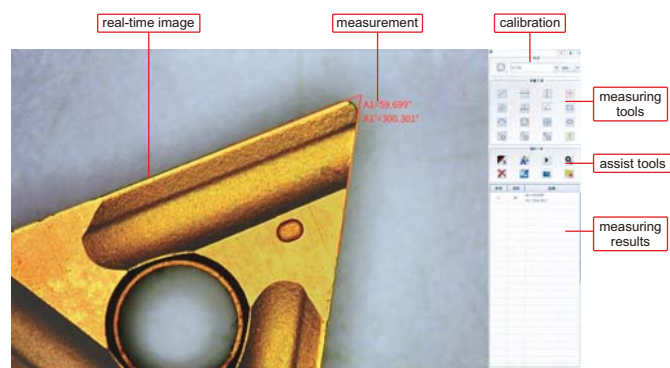 real-time image
measurement
calibration
A1=59.699°
A1'=300.301°
measuring
tools
assist tools
measuring
results